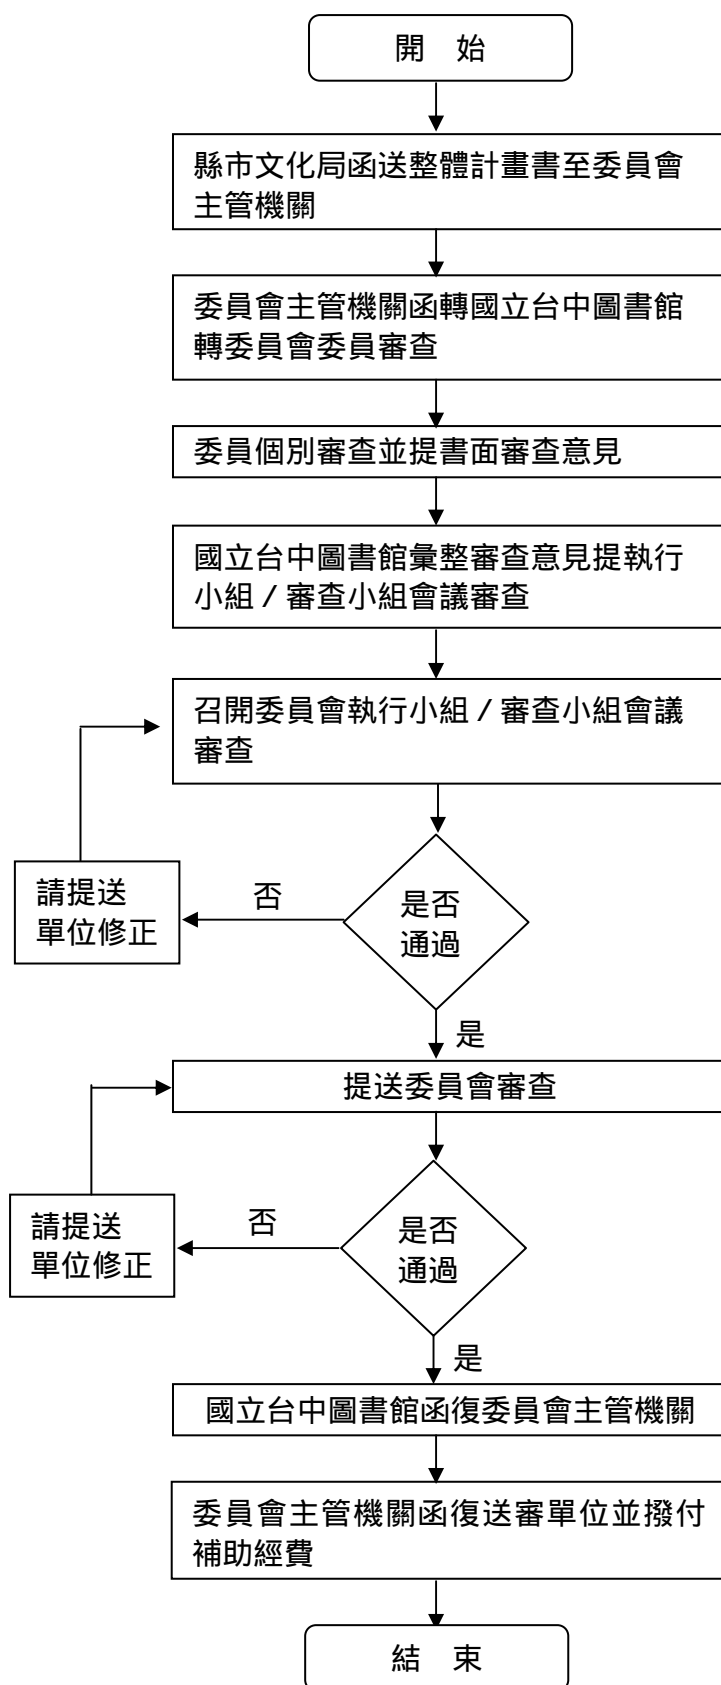 開　始
縣市文化局函送整體計畫書至委員會
主管機關
委員會主管機關函轉國立台中圖書館
轉委員會委員審查
委員個別審查並提書面審查意見
國立台中圖書館彙整審查意見提執行
小組 / 審查小組會議審查
召開委員會執行小組 / 審查小組會議
審查
請提送
單位修正
否
是否
通過
是
提送委員會審查
請提送
單位修正
否
是否
通過
是
國立台中圖書館函復委員會主管機關
委員會主管機關函復送審單位並撥付
補助經費
結　束